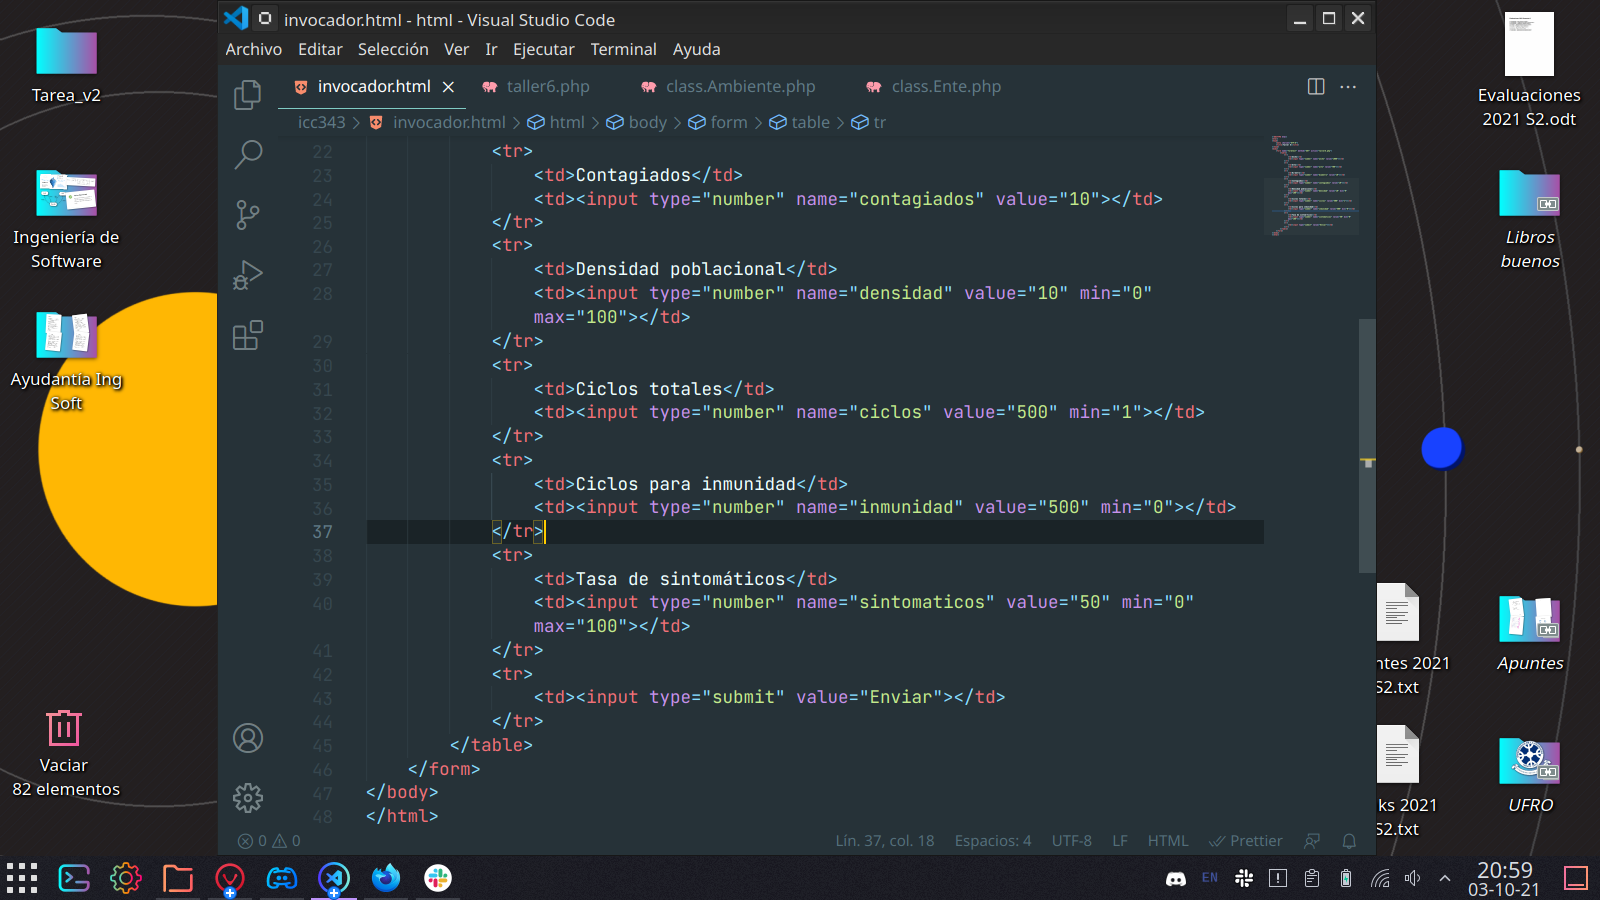 invocador.html - html - Visual Studio Code
Archivo Editar Selección Ver Ir Ejecutar Terminal Ayuda
invocador.html taller6.php class.Ambiente.php class.Ente.php
icc343 > invocador.html > html > body > form > table > tr
22 <tr>
23 <td>Contagiados</td>
24 <td><input type="number" name="contagiados" value="10"></td>
25 </tr>
26 <tr>
27 <td>Densidad poblacional</td>
28 <td><input type="number" name="densidad" value="10" min="0"
max="100"></td>
29 </tr>
30 <tr>
31 <td>Ciclos totales</td>
32 <td><input type="number" name="ciclos" value="500" min="1"></td>
33 </tr>
34 <tr>
35 <td>Ciclos para inmunidad</td>
36 <td><input type="number" name="inmunidad" value="500" min="0"></td>
37 </tr>
38 <tr>
39 <td>Tasa de sintomáticos</td>
40 <td><input type="number" name="sintomaticos" value="50" min="0"
max="100"></td>
41 </tr>
42 <tr>
43 <td><input type="submit" value="Enviar"></td>
44 </tr>
45 </table>
46 </form>
47 </body>
48 </html>
0 0 Lín. 37, col. 18 Espacios: 4 UTF-8 LF HTML Prettier
Tarea_v2
Ingeniería de
Software
Ayudantía Ing
Soft
Vaciar
82 elementos
Evaluaciones
2021 S2.odt
Libros
buenos
ntes 2021
S2.txt
Apuntes
ks 2021
S2.txt
UFRO
EN
20:59
03-10-21